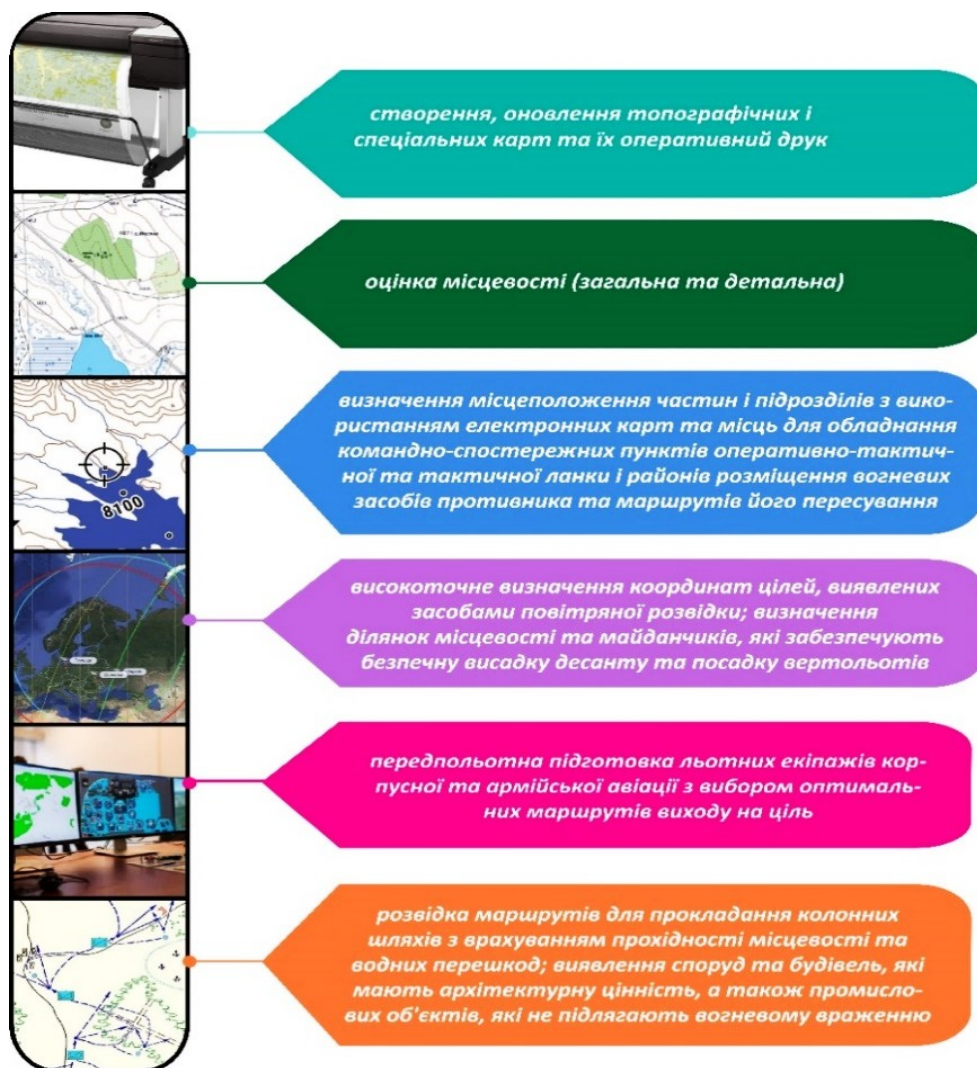 створення, оновлення топографічних і
спеціальних карт та їх оперативний друк
оцінка місцевості (загальна та детальна)
визначення місцеположення частин і підрозділів з вико-
ристанням електронних карт та місць для обладнання
командно-спостережних пунктів оперативно-тактич-
ної та тактичної ланки і районів розміщення вогневих
засобів противника та маршрутів його пересування
8100
високоточне визначення координат цілей, виявлених
засобами повітряної розвідки; визначення
ділянок місцевості та майданчиків, які забезпечують
безпечну висадку десанту та посадку вертольотів
передпольотна підготовка льотних екіпажів кор-
пусної та армійської авіації з вибором оптималь-
них маршрутів виходу на ціль
розвідка маршрутів для прокладання колонних
шляхів з врахуванням прохідності місцевості та
водних перешкод; виявлення споруд та будівель, які
мають архітектурну цінність, а також промисло-
вих об'єктів, які не підлягають вогневому враженню